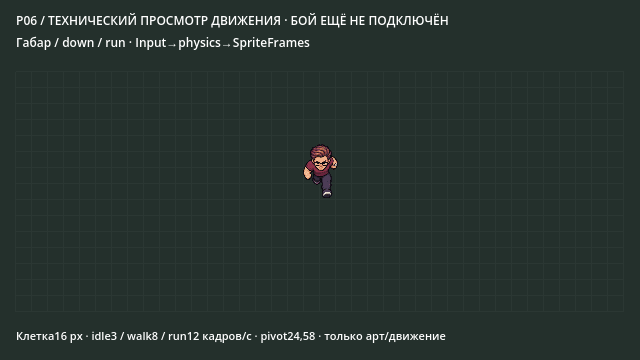 P06 / ТЕХНИЧЕСКИЙ ПРОСМОТР ДВИЖЕНИЯ · БОЙ ЕЩЁ НЕ ПОДКЛЮЧЁН
Габар / down / run · Input→physics→SpriteFrames
Клетка16 px · idle3 / walk8 / run12 кадров/с · pivot24,58 · только арт/движение